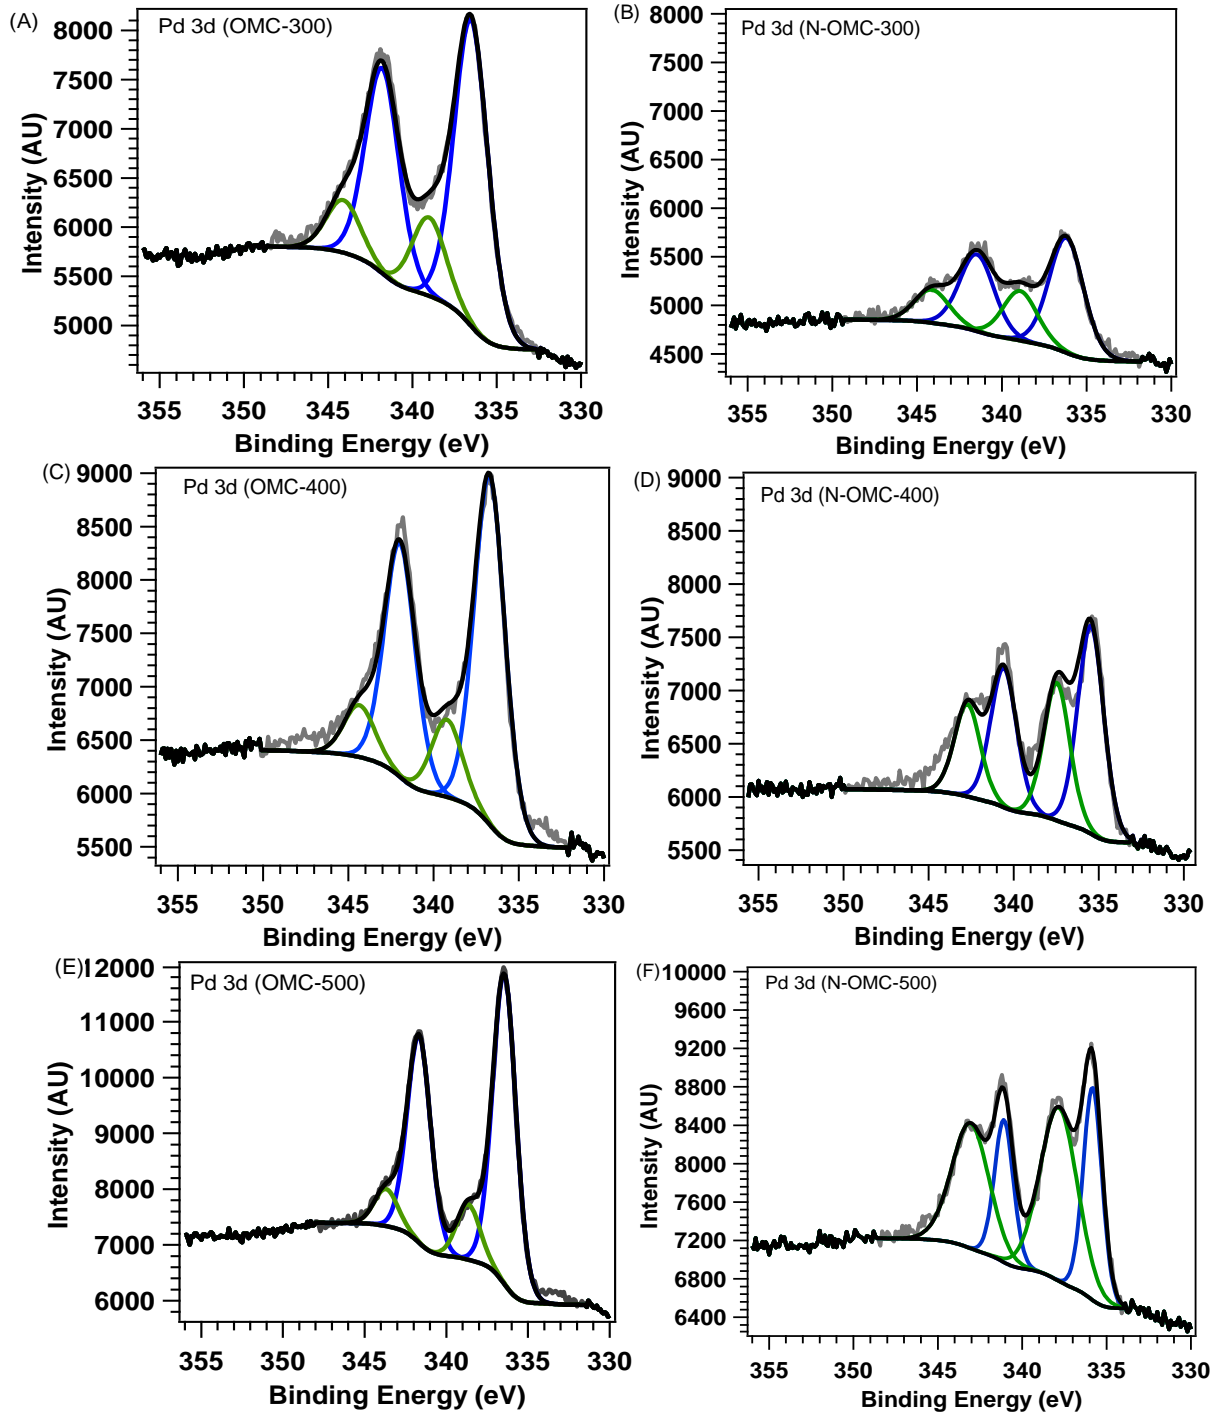 (A)
Pd 3d (OMC-300)
Intensity (AU)
8000
7500
7000
6500
6000
5500
5000
355 350 345 340 335 330
Binding Energy (eV)
(B)
Pd 3d (N-OMC-300)
Intensity (AU)
8000
7500
7000
6500
6000
5500
5000
4500
355 350 345 340 335 330
Binding Energy (eV)
(C)
Pd 3d (OMC-400)
Intensity (AU)
9000
8500
8000
7500
7000
6500
6000
5500
355 350 345 340 335 330
Binding Energy (eV)
(D)
Pd 3d (N-OMC-400)
Intensity (AU)
9000
8500
8000
7500
7000
6500
6000
5500
355 350 345 340 335 330
Binding Energy (eV)
(E)
Pd 3d (OMC-500)
Intensity (AU)
12000
11000
10000
9000
8000
7000
6000
355 350 345 340 335 330
Binding Energy (eV)
(F)
Pd 3d (N-OMC-500)
Intensity (AU)
10000
9600
9200
8800
8400
8000
7600
7200
6800
6400
355 350 345 340 335 330
Binding Energy (eV)